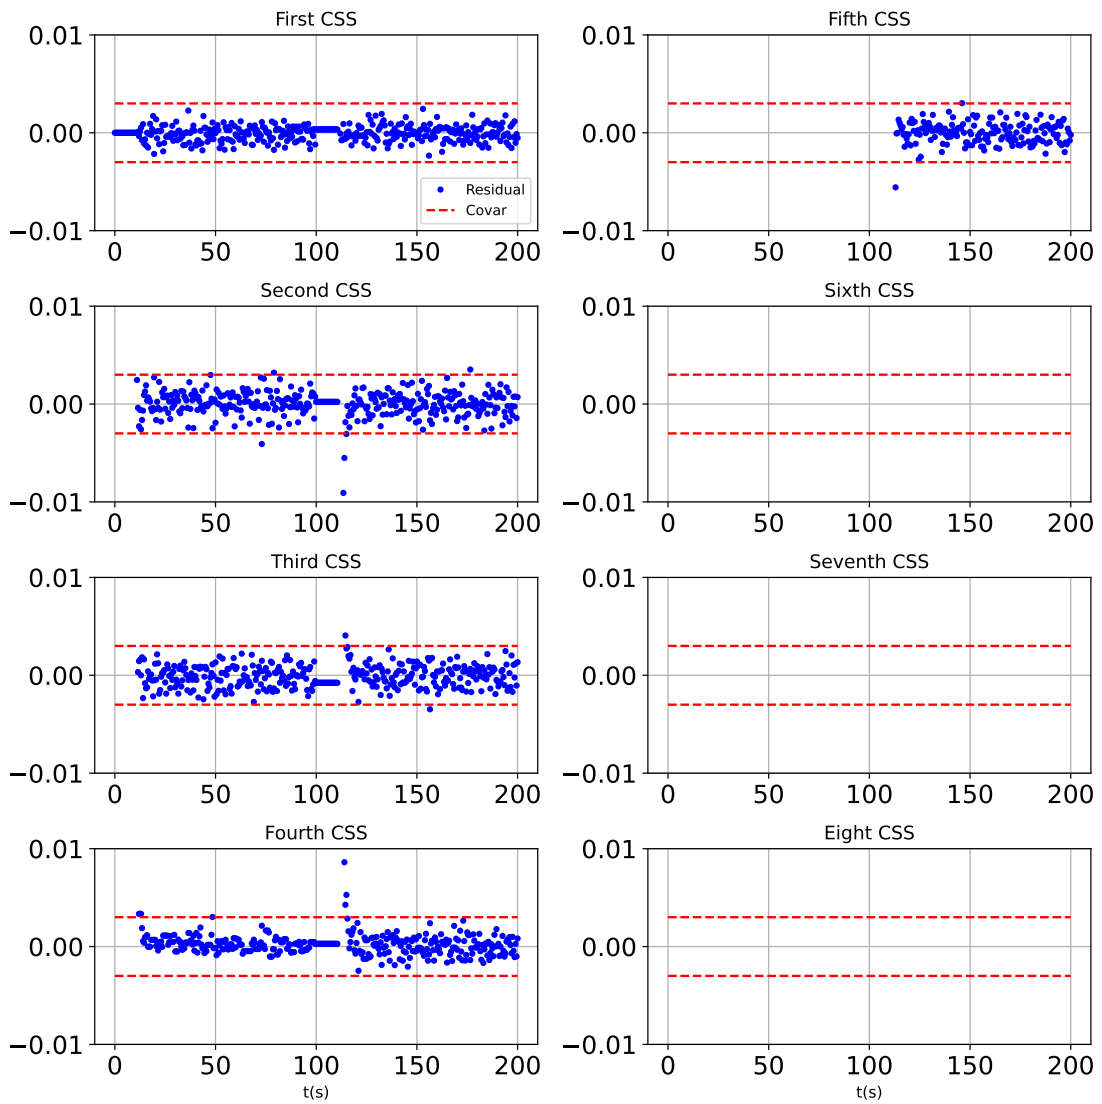 First CSS
0.01
0.00
−0.01
0 50 100 150 200
Residual
Covar
Fifth CSS
0.01
0.00
−0.01
0 50 100 150 200
Second CSS
0.01
0.00
−0.01
0 50 100 150 200
Sixth CSS
0.01
0.00
−0.01
0 50 100 150 200
Third CSS
0.01
0.00
−0.01
0 50 100 150 200
Seventh CSS
0.01
0.00
−0.01
0 50 100 150 200
Fourth CSS
0.01
0.00
−0.01
0 50 100 150 200
t(s)
Eight CSS
0.01
0.00
−0.01
0 50 100 150 200
t(s)